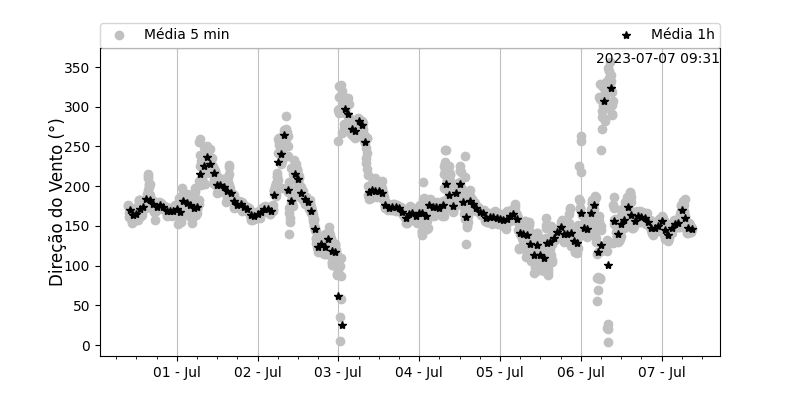 Média 5 min
Média 1h
2023-07-07 09:31
Direção do Vento (°)
350
300
250
200
150
100
50
0
01 - Jul
02 - Jul
03 - Jul
04 - Jul
05 - Jul
06 - Jul
07 - Jul